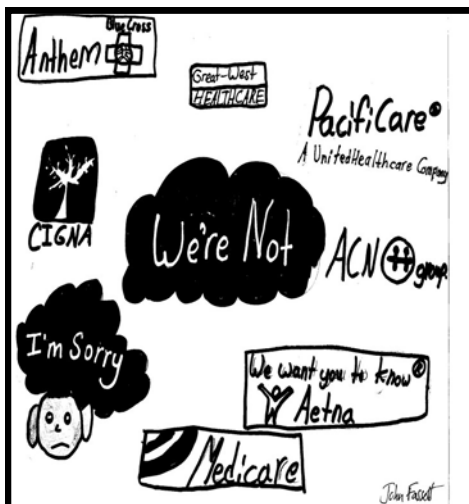 Blue Cross
Anthem
Great-West
HEALTHCARE
PacifiCare®
A UnitedHealthcare Company
CIGNA
We're Not
ACN group
I'm Sorry
We want you to know®
Aetna
Medicare
John